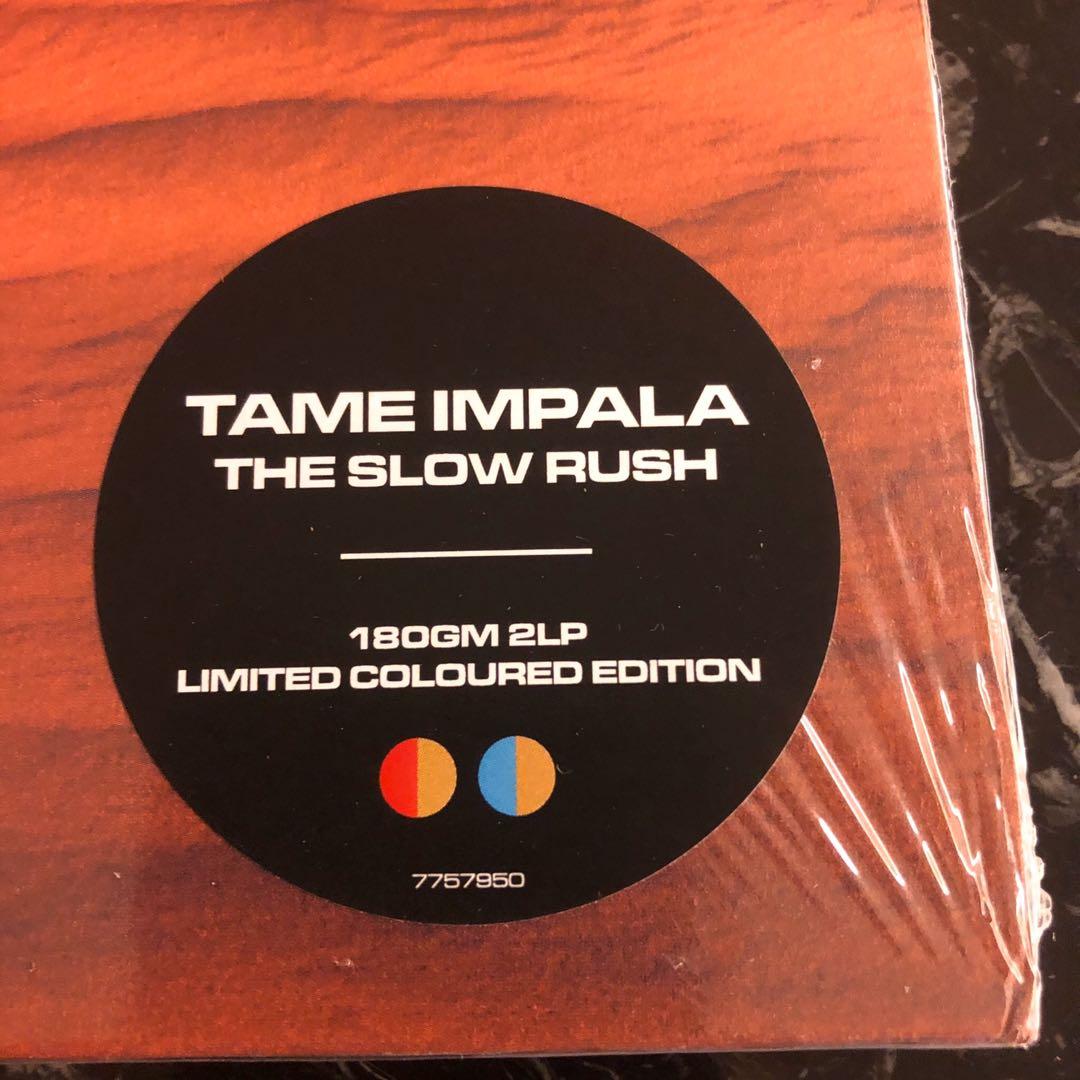 TAME IMPALA
THE SLOW RUSH
180GM 2LP
LIMITED COLOURED EDITION
7757950